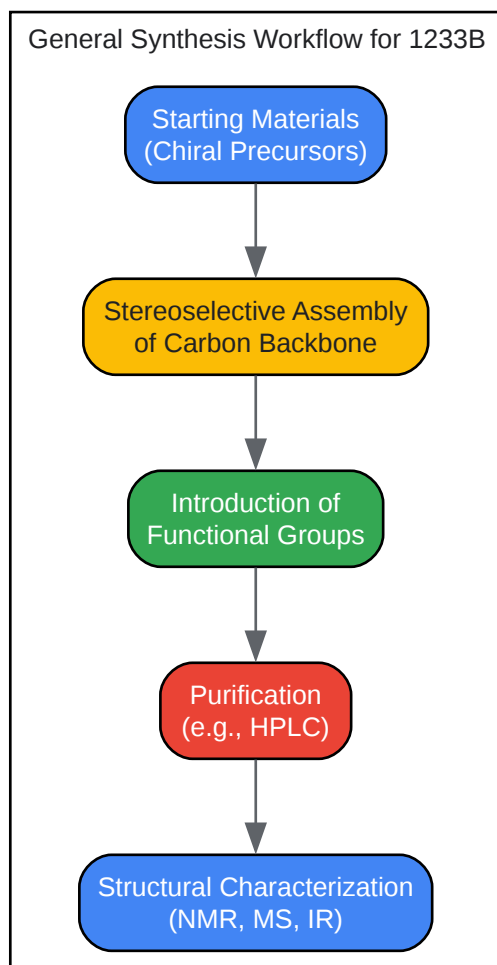 General Synthesis Workflow for 1233B
Starting Materials
(Chiral Precursors)
Stereoselective Assembly
of Carbon Backbone
Introduction of
Functional Groups
Purification
(e.g., HPLC)
Structural Characterization
(NMR, MS, IR)